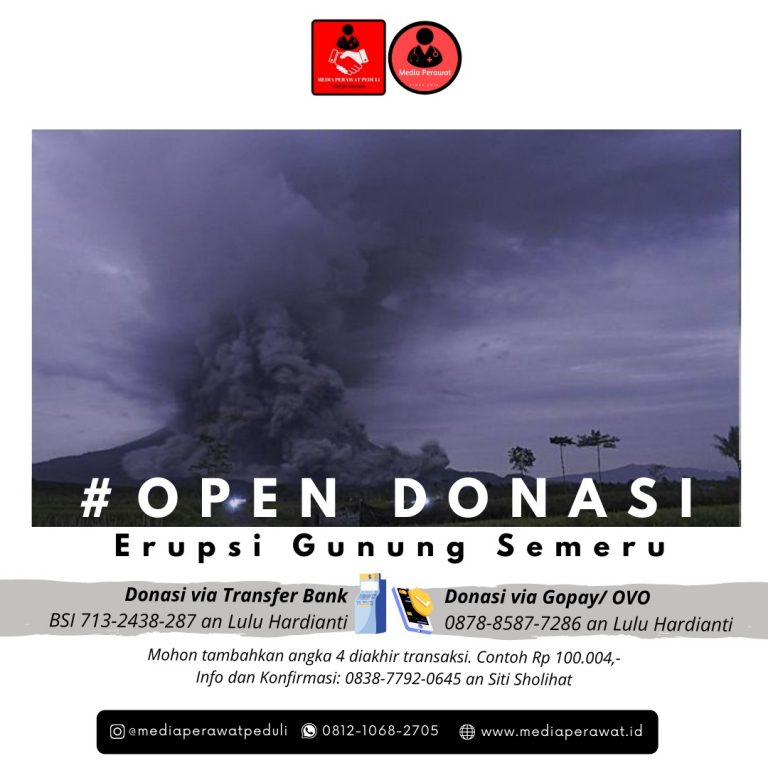 MEDIA PERAWAT PEDULI
Media Perawat
#OPEN DONASI
Erupsi Gunung Semeru
Donasi via Transfer Bank
BSI 713-2438-287 an Lulu Hardianti
Donasi via Gopay/ OVO
0878-8587-7286 an Lulu Hardianti
Mohon tambahkan angka 4 diakhir transaksi. Contoh Rp 100.004,-
Info dan Konfirmasi: 0838-7792-0645 an Siti Sholihat
@mediaperawatpeduli 0812-1068-2705 www.mediaperawat.id